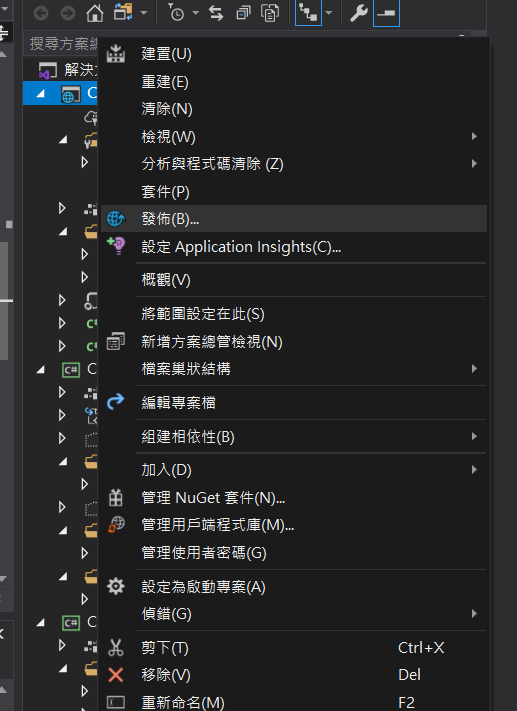 搜尋方案總
解決方
C
建置(U)
重建(E)
清除(N)
檢視(W)
分析與程式碼清除 (Z)
套件(P)
發佈(B)...
設定 Application Insights(C)...
概觀(V)
將範圍設定在此(S)
新增方案總管檢視(N)
檔案巢狀結構
C#
C#
C# C
編輯專案檔
組建相依性(B)
加入(D)
管理 NuGet 套件(N)...
管理用戶端程式庫(M)...
管理使用者密碼(G)
設定為啟動專案(A)
偵錯(G)
C# C
剪下(T) Ctrl+X
移除(V) Del
重新命名(M) F2